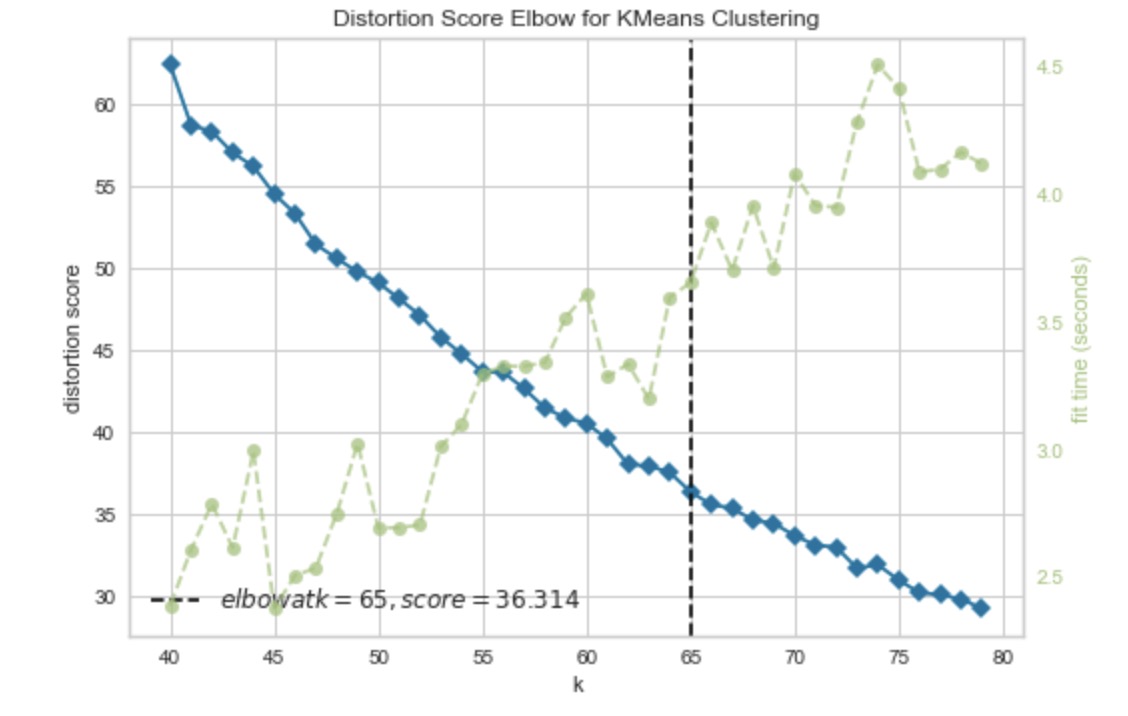 Distortion Score Elbow for KMeans Clustering
distortion score
60
55
50
45
40
35
30
4.5
4.0
3.5
3.0
2.5
fit time (seconds)
elbowatk = 65, score = 36.314
40 45 50 55 60 65 70 75 80
k